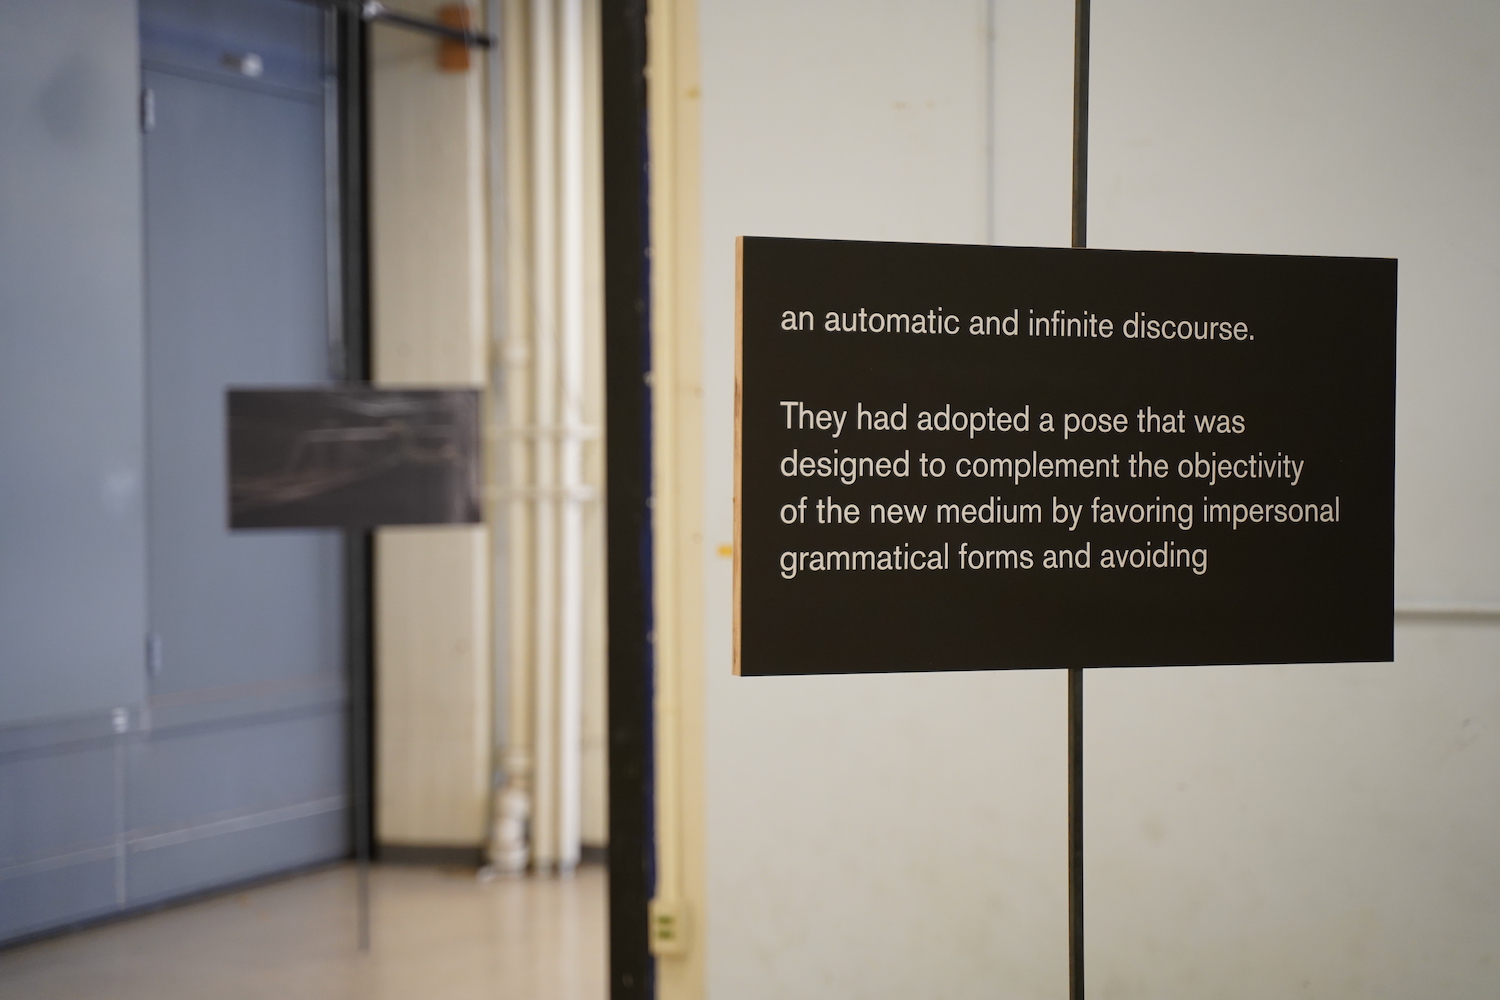 an automatic and infinite discourse.
They had adopted a pose that was
designed to complement the objectivity
of the new medium by favoring impersonal
grammatical forms and avoiding